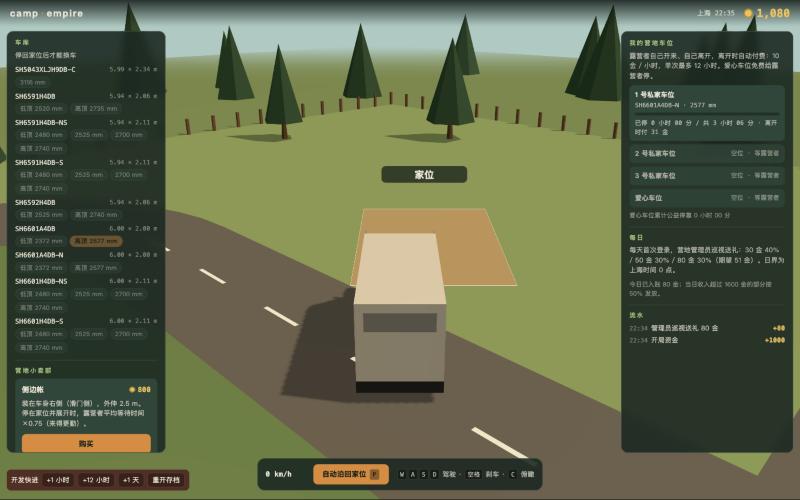 camp empire
上海 22:35 1,080
车库
停回家位后才能换车
SH5043XLJH9DB-C 5.99 × 2.34 m
3195 mm
SH6591H4DB 5.94 × 2.06 m
低顶 2520 mm 高顶 2735 mm
SH6591H4DB-NS 5.94 × 2.11 m
低顶 2480 mm 2525 mm 2700 mm
高顶 2740 mm
SH6591H4DB-S 5.94 × 2.11 m
低顶 2480 mm 2525 mm 2700 mm
高顶 2740 mm
SH6592H4DB 5.94 × 2.06 m
低顶 2525 mm 高顶 2740 mm
SH6601A4DB 6.00 × 2.00 m
低顶 2372 mm 高顶 2577 mm
SH6601A4DB-N 6.00 × 2.00 m
低顶 2372 mm 高顶 2577 mm
SH6601H4DB-NS 6.00 × 2.11 m
低顶 2480 mm 2525 mm 2700 mm
高顶 2740 mm
SH6601H4DB-S 6.00 × 2.11 m
低顶 2480 mm 2525 mm 2700 mm
高顶 2740 mm
营地小卖部
侧边帐 800
装在车身右侧（滑门侧），外伸 2.5 m。
停在家位并展开时，露营者平均等待时间
×0.75（来得更勤）。
购买
开发快进 +1 小时 +12 小时 +1 天 重开存档
家位
0 km/h 自动泊回家位 P W A S D 驾驶 · 空格 刹车 · C 俯瞰
我的营地车位
露营者自己开来、自己离开，离开时自动付费：10
金 / 小时，单次最多 12 小时。爱心车位免费给露
营者停。
1 号私家车位
SH6601A4DB-N · 2577 mm
已停 0 小时 00 分 / 共 3 小时 06 分 · 离开
时付 31 金
2 号私家车位 空位 · 等露营者
3 号私家车位 空位 · 等露营者
爱心车位 空位 · 等露营者
爱心车位累计公益停靠 0 小时 00 分
每日
每天首次登录，营地管理员巡视送礼：30 金 40%
/ 50 金 30% / 80 金 30%（期望 51 金）。日界为
上海时间 0 点。
今日已入账 80 金；当日收入超过 1600 金的部分按
50% 发放。
流水
22:34 管理员巡视送礼 80 金 +80
22:34 开局资金 +1000